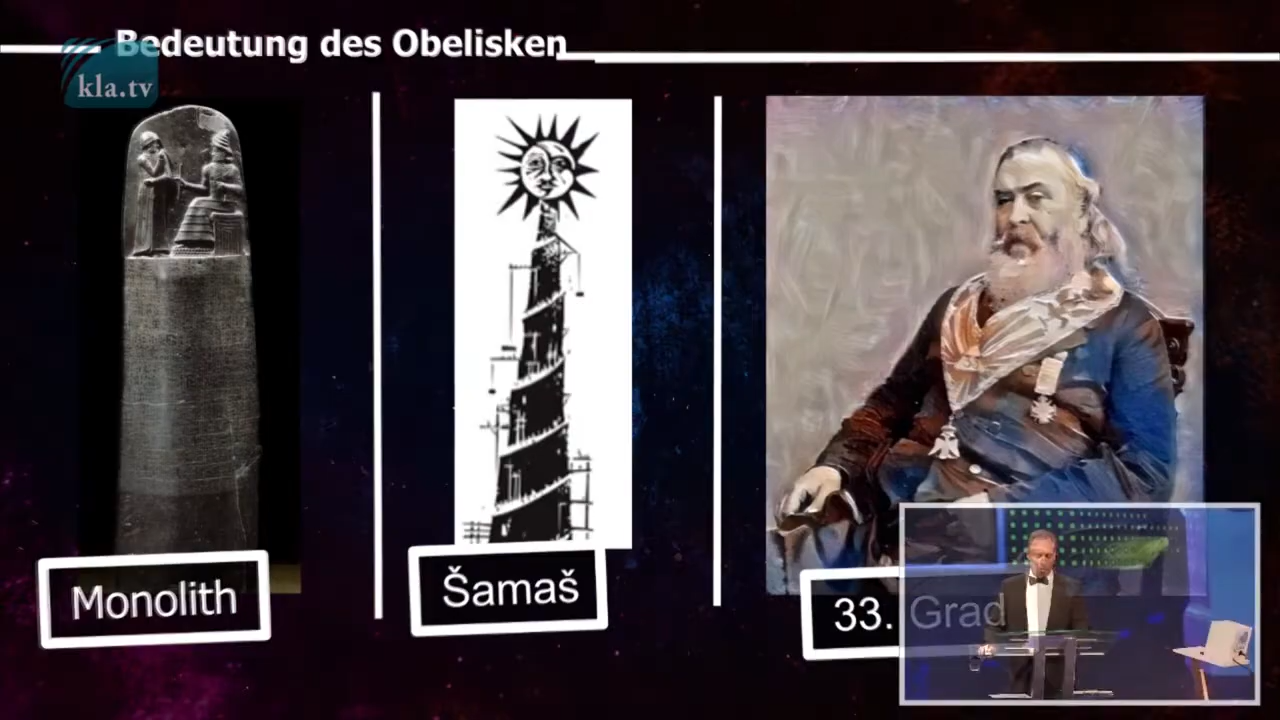 Bedeutung des Obelisken
kla.tv
Monolith
Šamaš
33. Grad